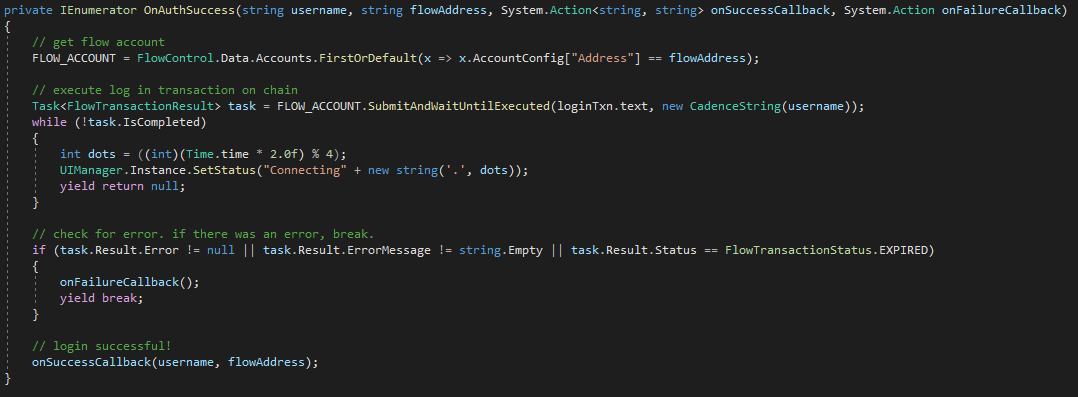 private IEnumerator OnAuthSuccess(string username, string flowAddress, System.Action<string, string> onSuccessCallback, System.Action onFailureCallback)
{
// get flow account
FLOW_ACCOUNT = FlowControl.Data.Accounts.FirstOrDefault(x => x.AccountConfig["Address"] == flowAddress);
// execute log in transaction on chain
Task<FlowTransactionResult> task = FLOW_ACCOUNT.SubmitAndWaitUntilExecuted(loginTxn.text, new CadenceString(username));
while (!task.IsCompleted)
{
int dots = ((int)(Time.time * 2.0f) % 4);
UIManager.Instance.SetStatus("Connecting" + new string('.', dots));
yield return null;
}
// check for error. if there was an error, break.
if (task.Result.Error != null || task.Result.ErrorMessage != string.Empty || task.Result.Status == FlowTransactionStatus.EXPIRED)
{
onFailureCallback();
yield break;
}
// login successful!
onSuccessCallback(username, flowAddress);
}